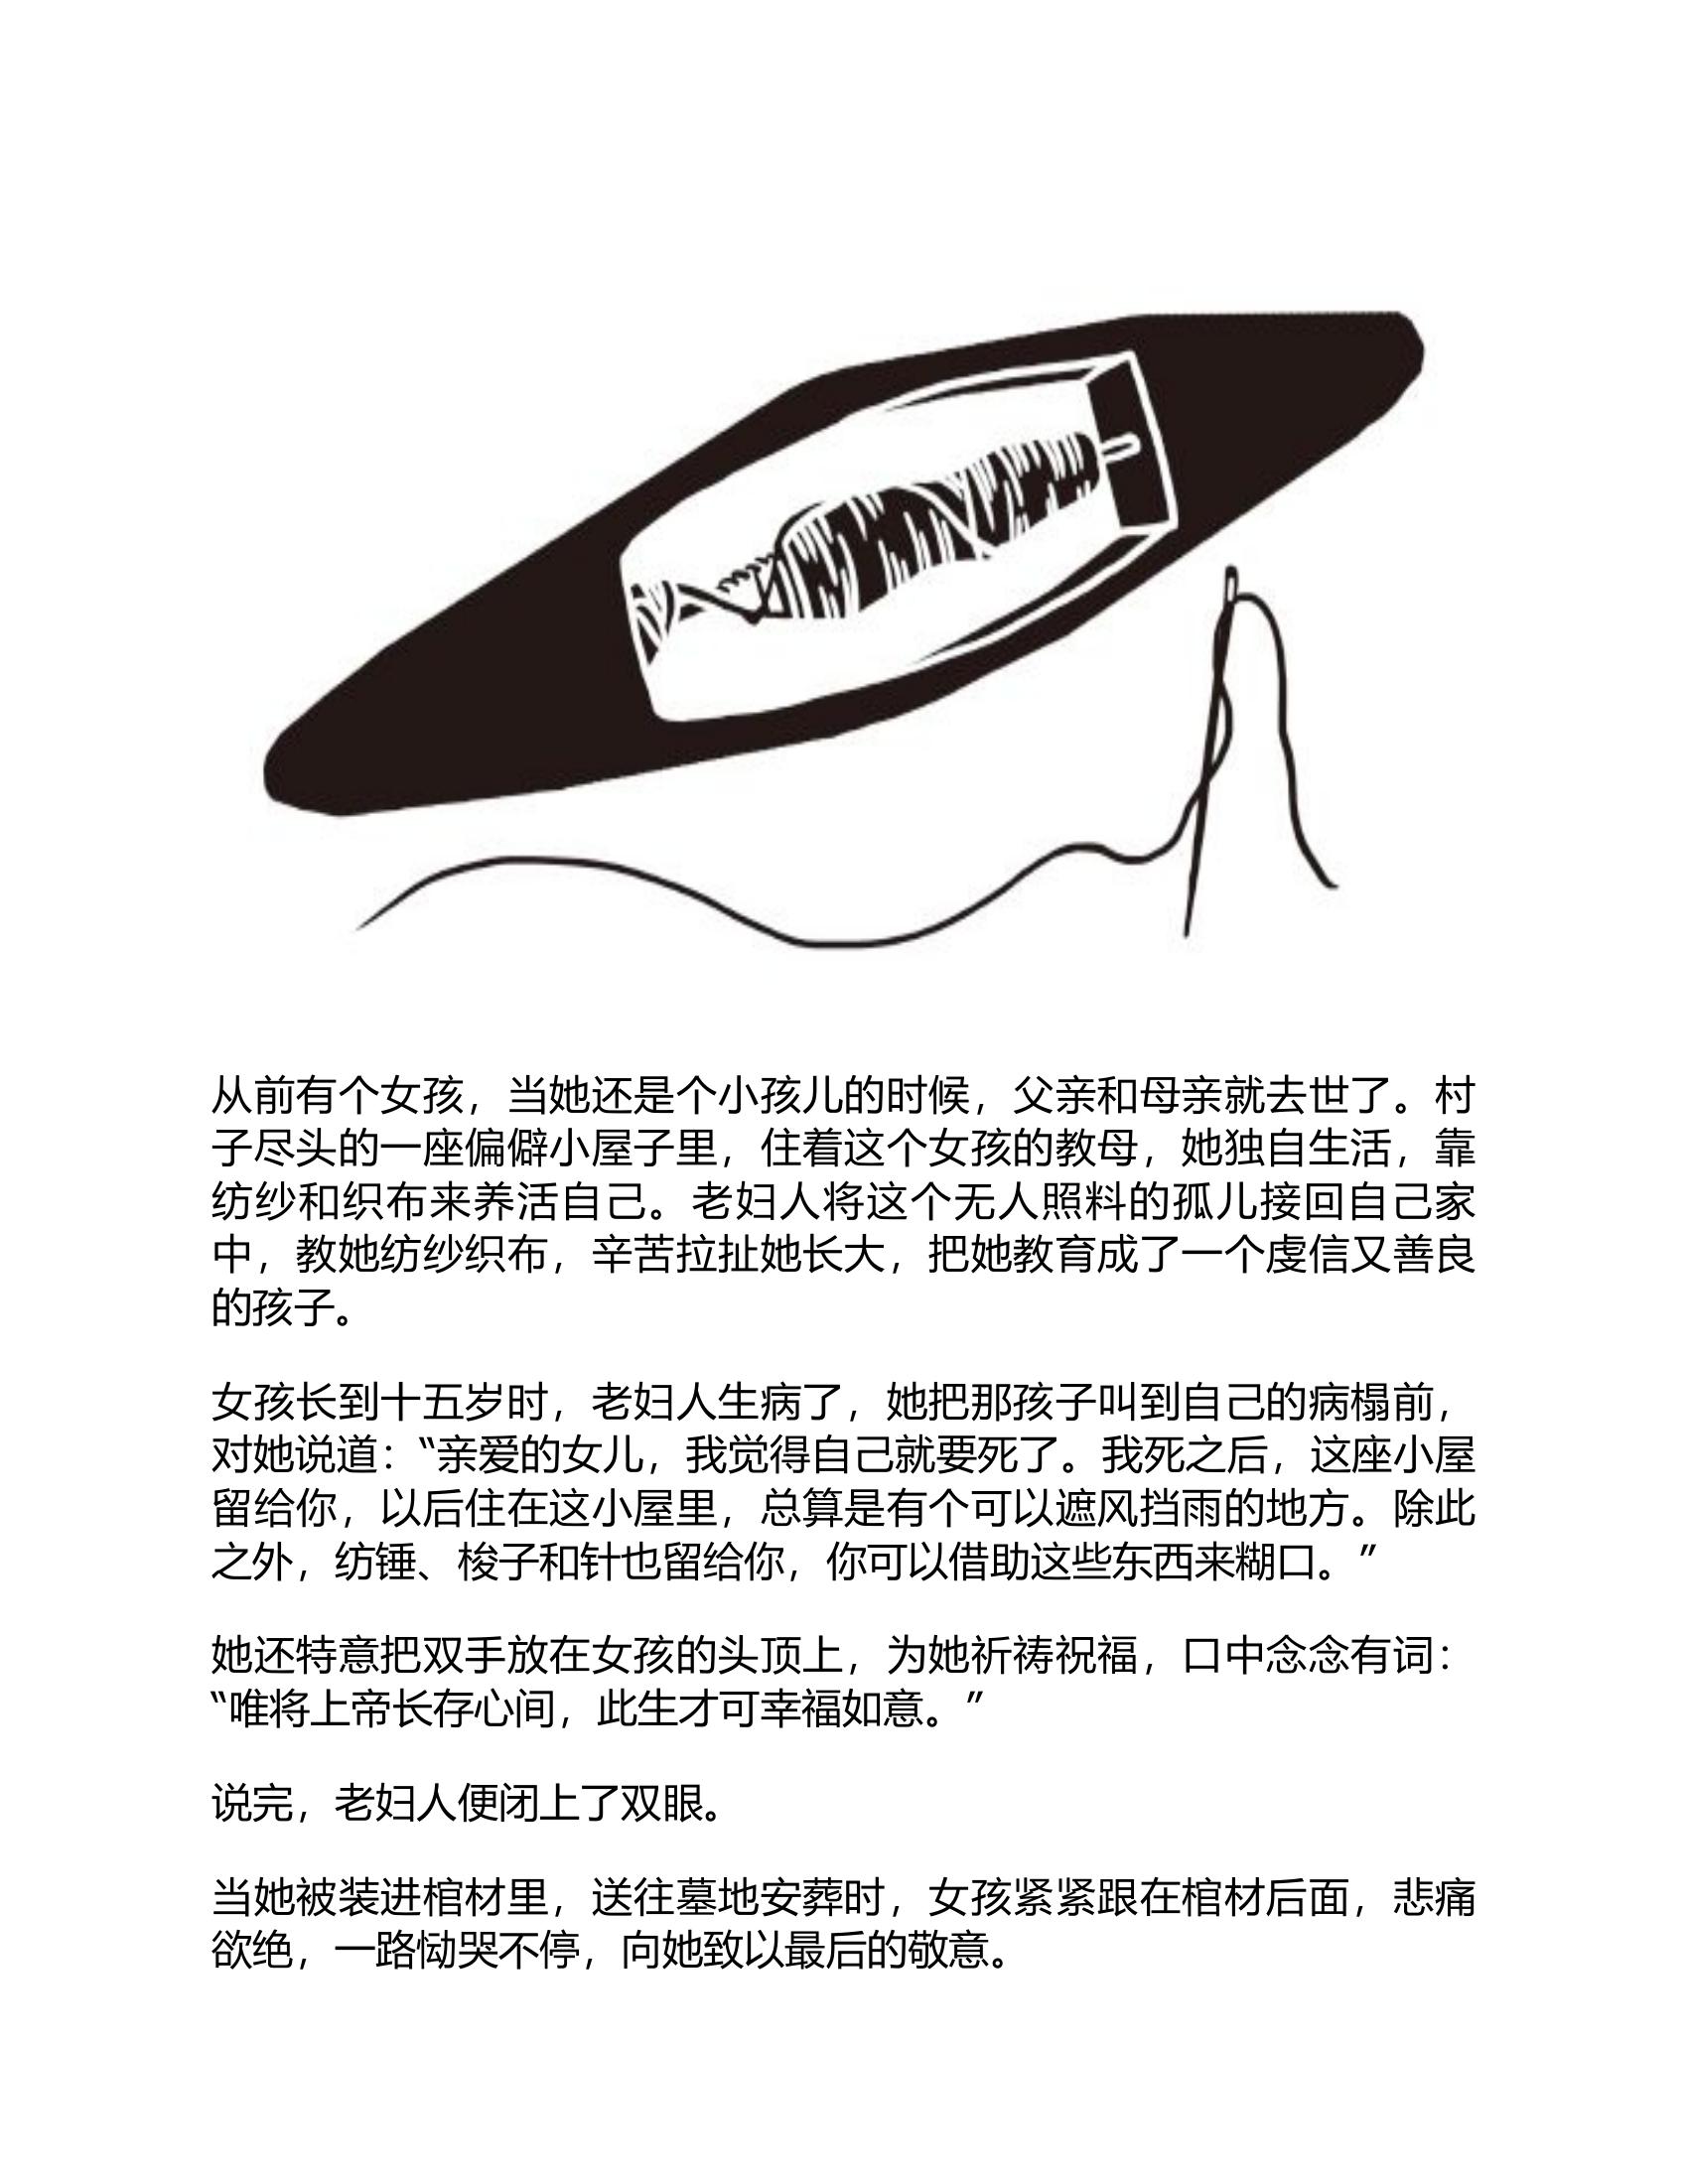 从前有个女孩，当她还是个小孩儿的时候，父亲和母亲就去世了。村
子尽头的一座偏僻小屋子里，住着这个女孩的教母，她独自生活，靠
纺纱和织布来养活自己。老妇人将这个无人照料的孤儿接回自己家
中，教她纺纱织布，辛苦拉扯她长大，把她教育成了一个虔信又善良
的孩子。
女孩长到十五岁时，老妇人生病了，她把那孩子叫到自己的病榻前，
对她说道：“亲爱的女儿，我觉得自己就要死了。我死之后，这座小屋
留给你，以后住在这小屋里，总算是有个可以遮风挡雨的地方。除此
之外，纺锤、梭子和针也留给你，你可以借助这些东西来糊口。”
她还特意把双手放在女孩的头顶上，为她祈祷祝福，口中念念有词：
“唯将上帝长存心间，此生才可幸福如意。”
说完，老妇人便闭上了双眼。
当她被装进棺材里，送往墓地安葬时，女孩紧紧跟在棺材后面，悲痛
欲绝，一路恸哭不停，向她致以最后的敬意。